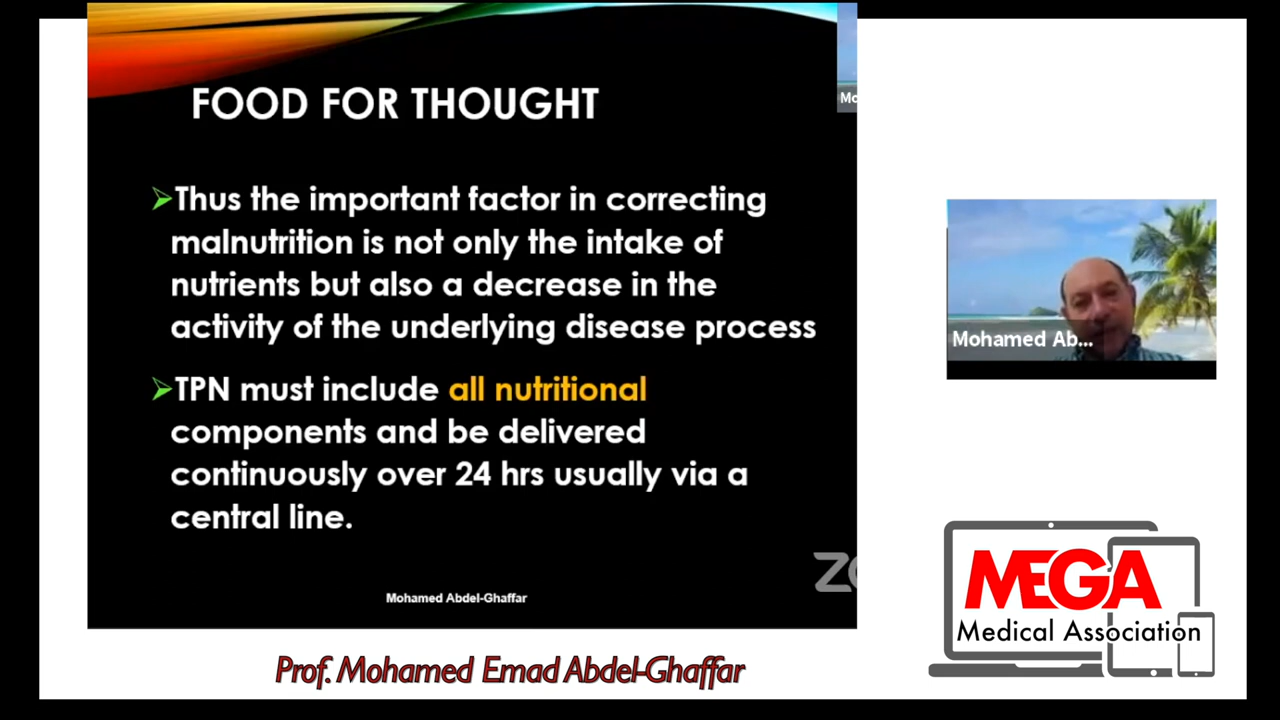 FOOD FOR THOUGHT
Thus the important factor in correcting
malnutrition is not only the intake of
nutrients but also a decrease in the
activity of the underlying disease process
TPN must include all nutritional
components and be delivered
continuously over 24 hrs usually via a
central line.
Mohamed Abdel-Ghaffar
Mohamed Ab...
MEGA
Medical Association
Prof. Mohamed Emad Abdel-Ghaffar